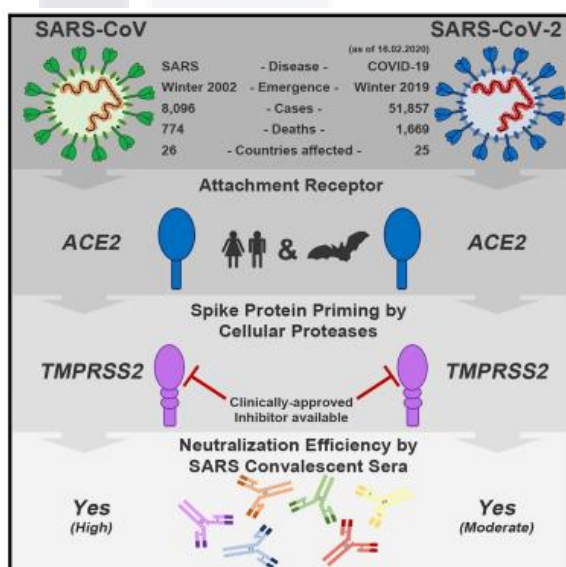 SARS-CoV
SARS-CoV-2
(as of 16.02.2020)
SARS - Disease - COVID-19
Winter 2002 - Emergence - Winter 2019
8,096 - Cases - 51,857
774 - Deaths - 1,669
26 - Countries affected - 25
Attachment Receptor
ACE2 & ACE2
Spike Protein Priming by
Cellular Proteases
TMPRSS2 TMPRSS2
Clinically-approved
Inhibitor available
Neutralization Efficiency by
SARS Convalescent Sera
Yes Yes
(High) (Moderate)